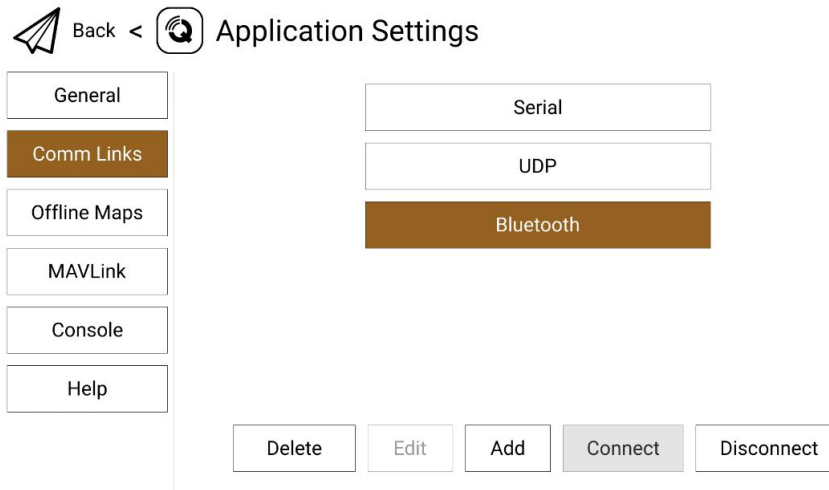 Back < Application Settings
General
Comm Links
Offline Maps
MAVLink
Console
Help
Serial
UDP
Bluetooth
Delete Edit Add Connect Disconnect